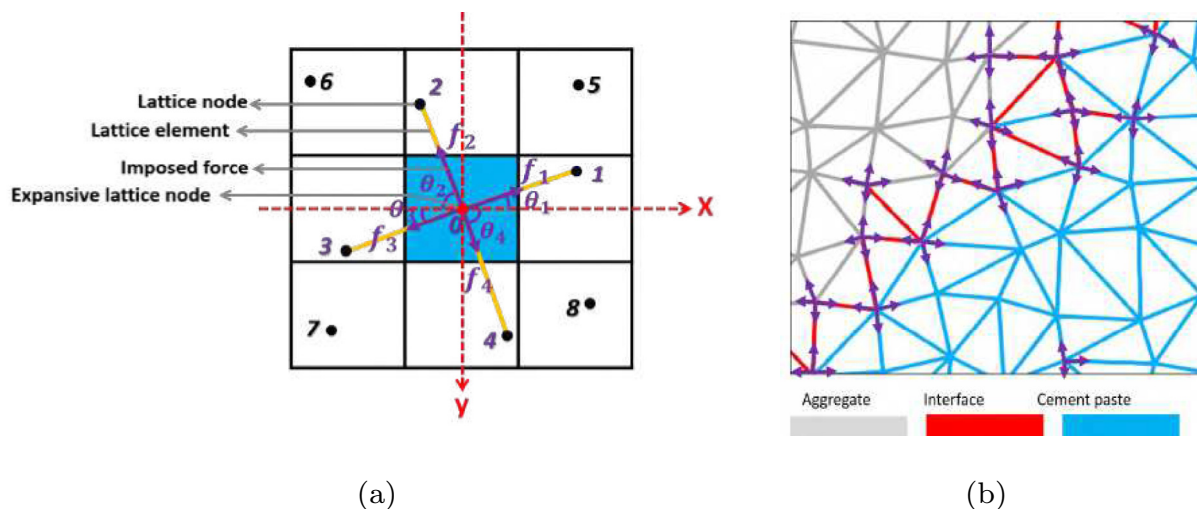 6
2
5
Lattice node
Lattice element
f₂
Imposed force
f₁
1
Expansive lattice node
θ₂
θ₁
θ
0
X
3
f₃
θ₄
f₄
7
4
8
y
Aggregate Interface Cement paste
(a) (b)